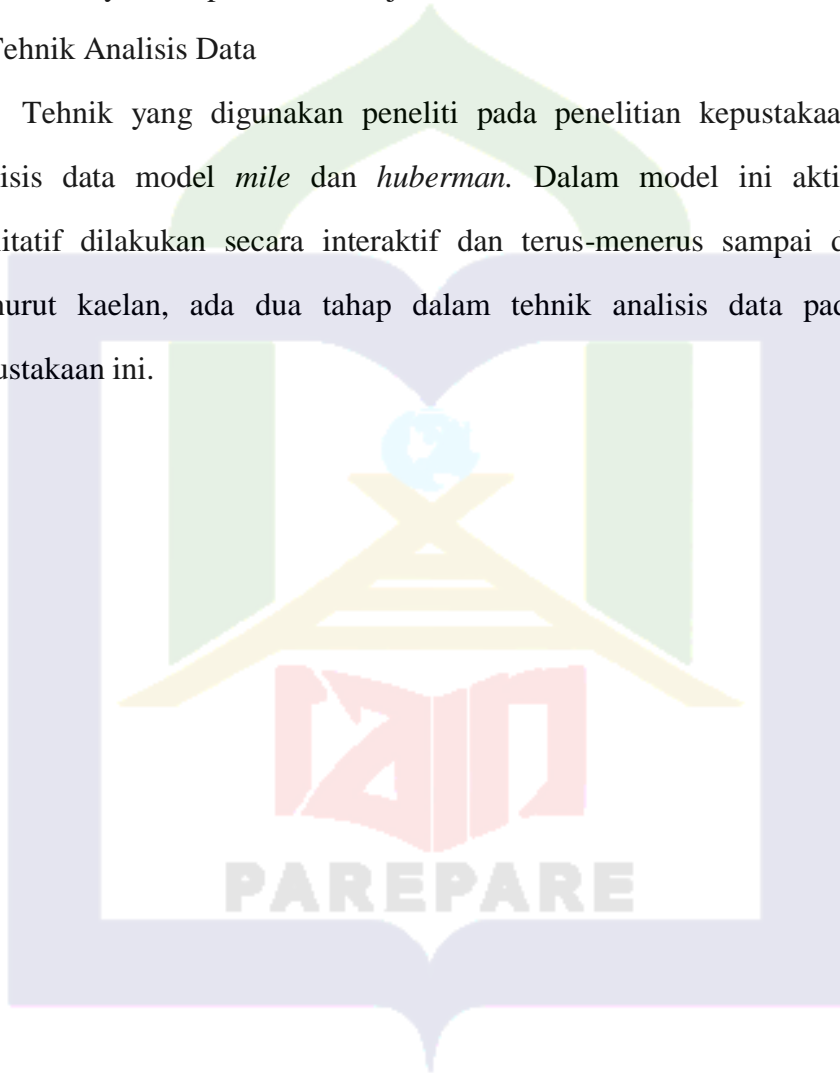 Tehnik Analisis Data
Tehnik yang digunakan peneliti pada penelitian kepustakaa
isis data model mile dan huberman. Dalam model ini akti
litatif dilakukan secara interaktif dan terus-menerus sampai d
nurut kaelan, ada dua tahap dalam tehnik analisis data pad
ustakaan ini.
iain
PAREPARE